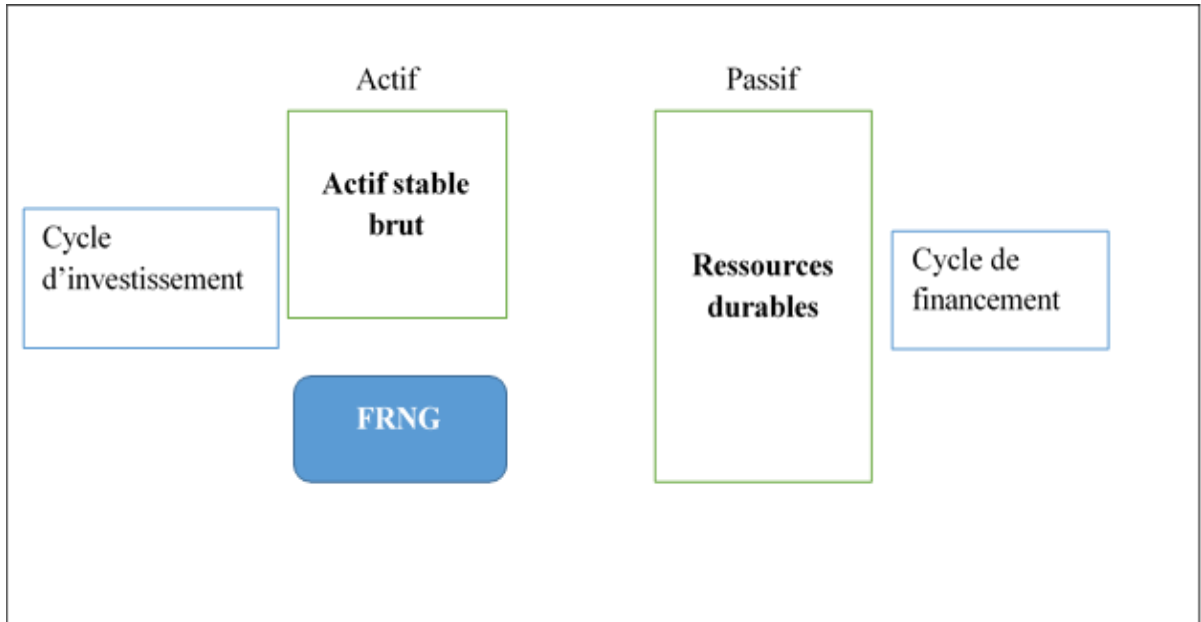 Actif
Passif
Actif stable
brut
Cycle
d’investissement
Ressources
durables
Cycle de
financement
FRNG